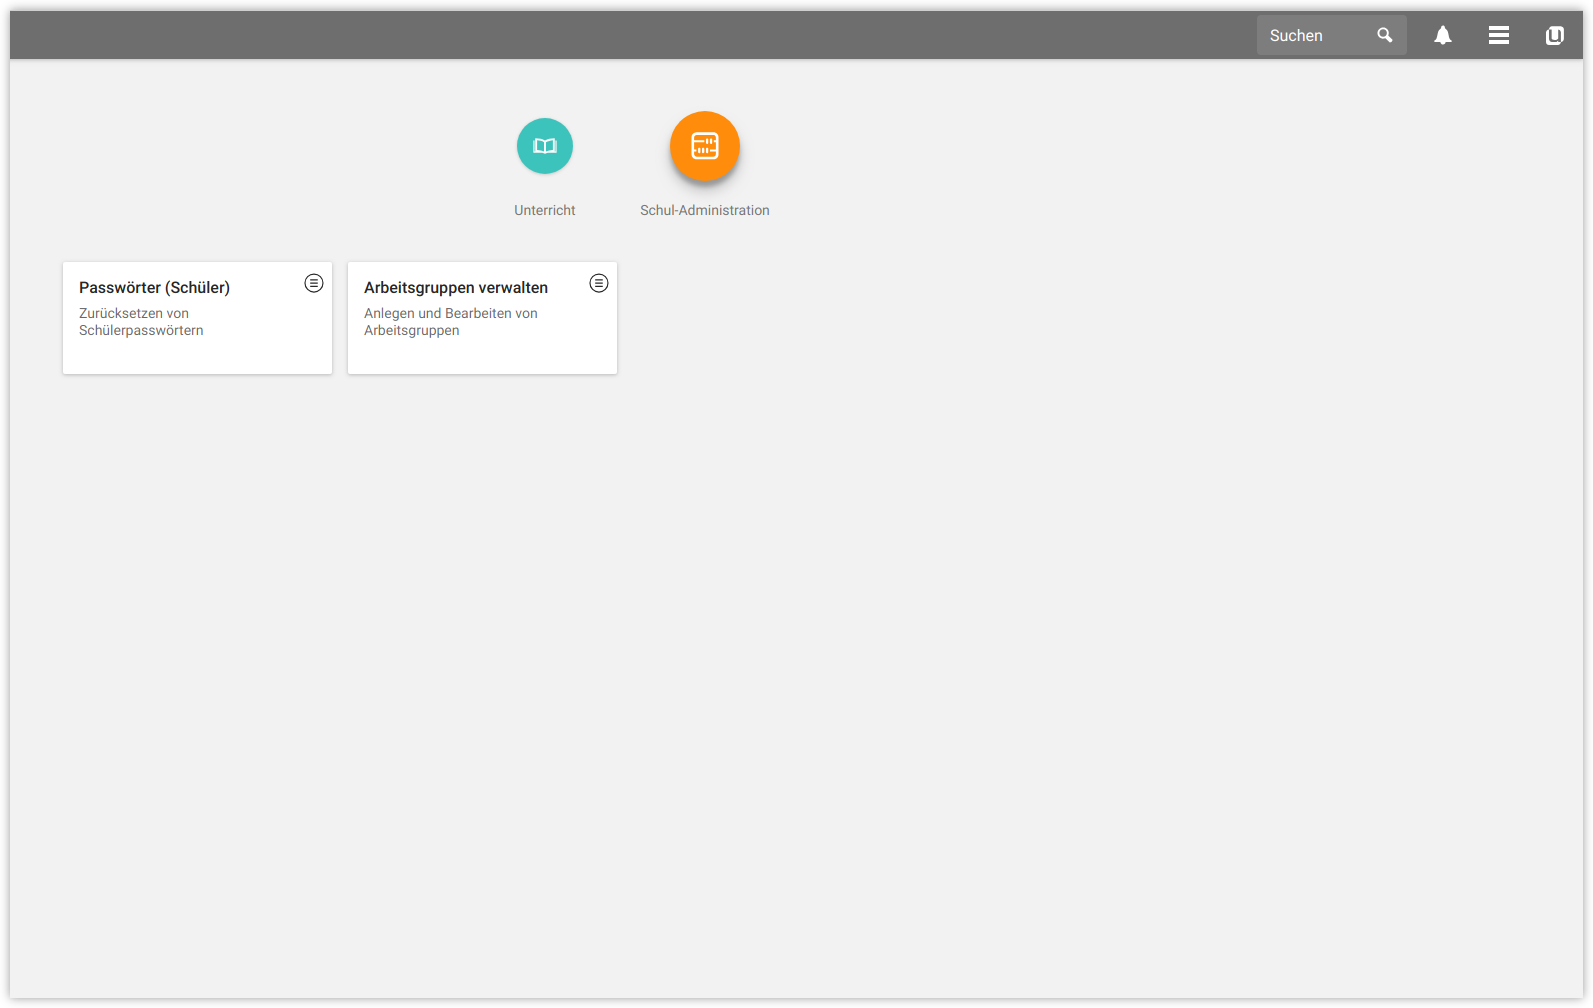 Suchen
Unterricht
Schul-Administration
Passwörter (Schüler)
Zurücksetzen von
Schülerpasswörtern
Arbeitsgruppen verwalten
Anlegen und Bearbeiten von
Arbeitsgruppen